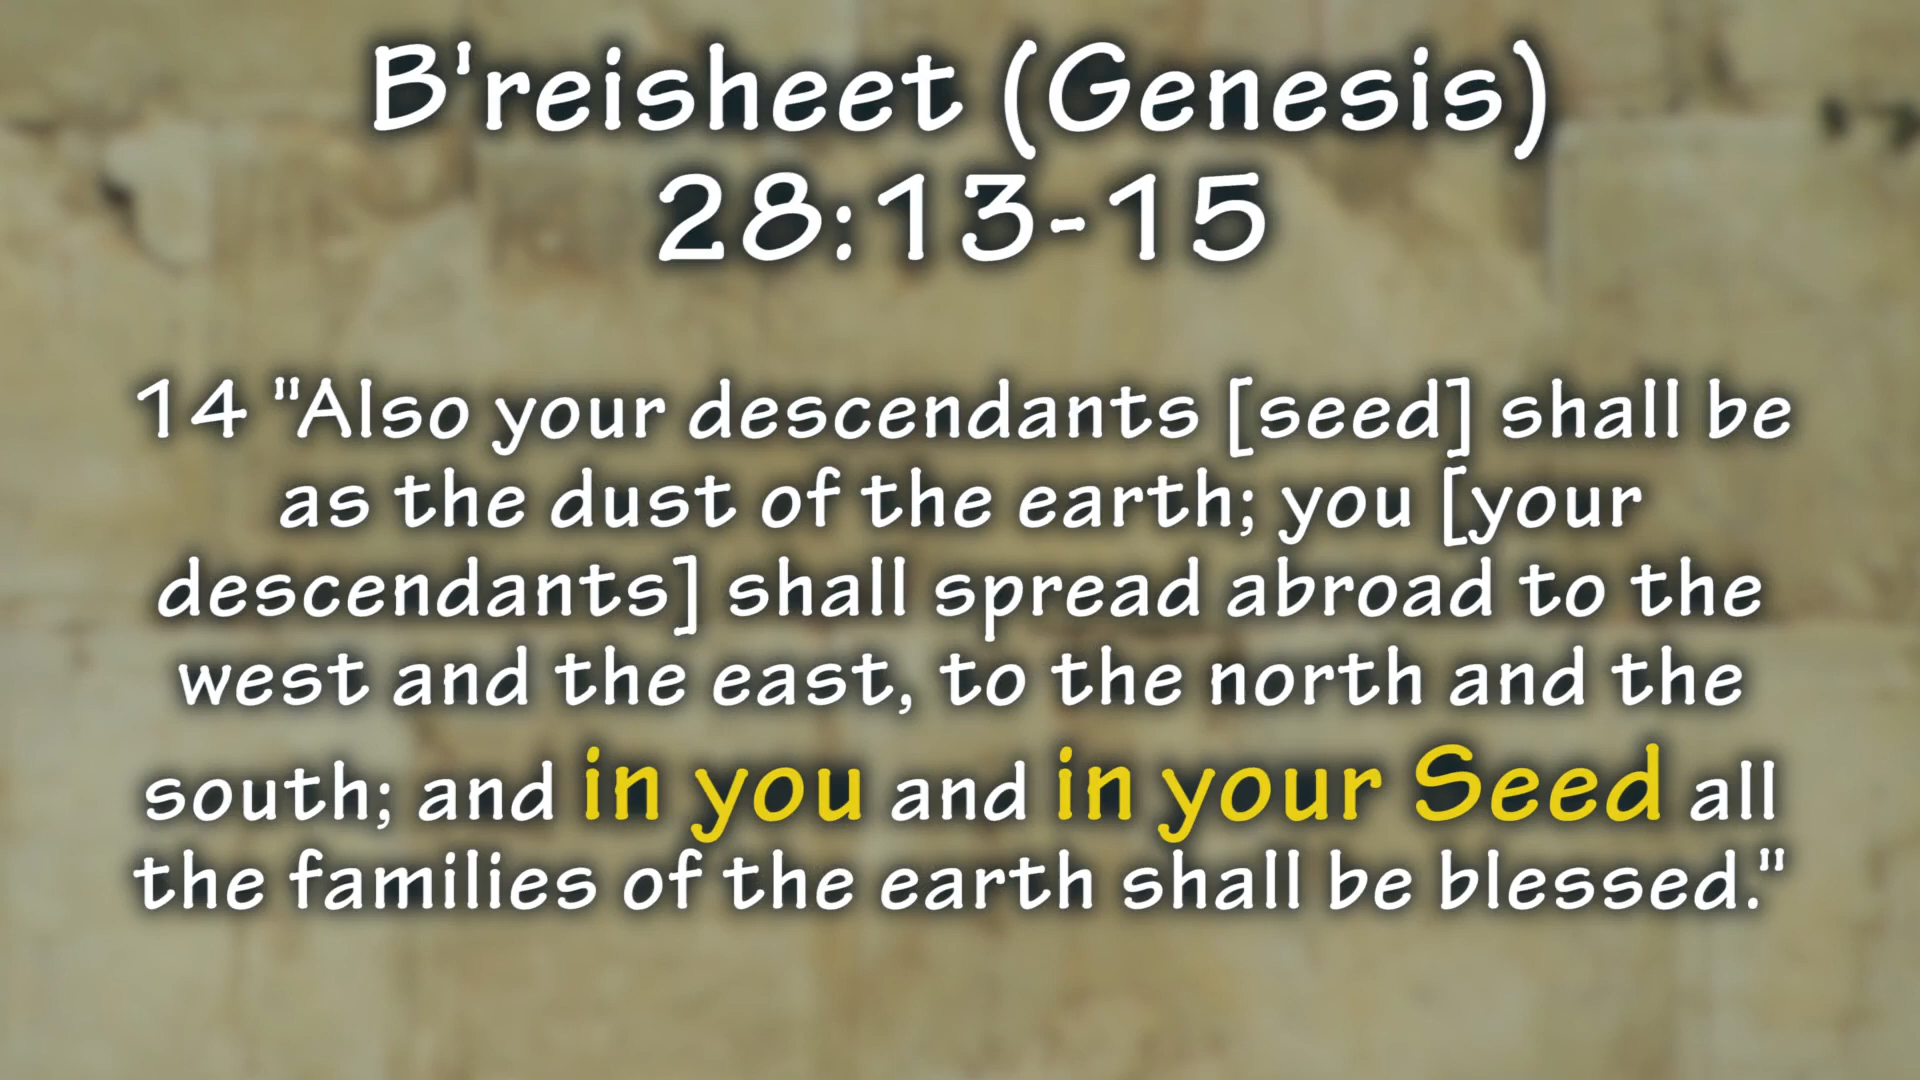 B'reisheet (Genesis)
28:13-15
14 "Also your descendants [seed] shall be
as the dust of the earth; you [your
descendants] shall spread abroad to the
west and the east, to the north and the
south; and in you and in your Seed all
the families of the earth shall be blessed."